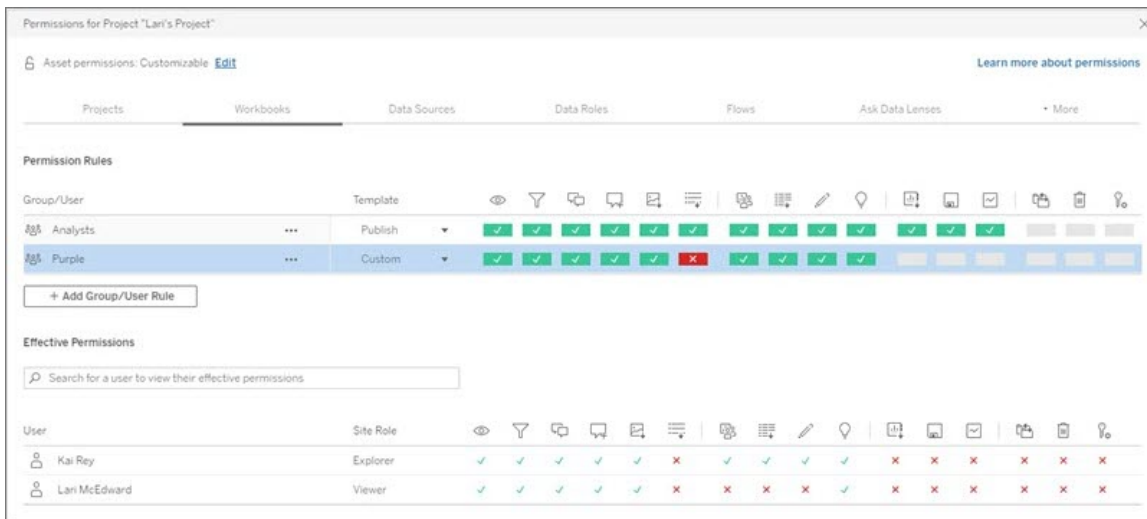 Permissions for Project "Lari's Project"
Asset permissions: Customizable Edit
Learn more about permissions
Projects Workbooks Data Sources Data Roles Flows Ask Data Lenses More
Permission Rules
Group/User Template
Analysts Publish
Purple Custom
+ Add Group/User Rule
Effective Permissions
Search for a user to view their effective permissions
User Site Role
Kai Rey Explorer
Lari McEdward Viewer